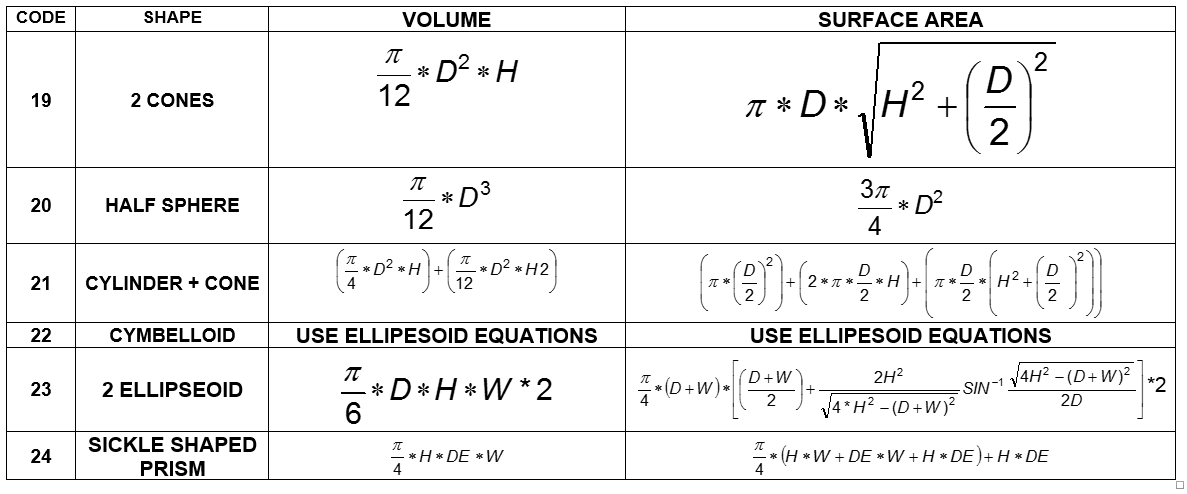 CODE SHAPE VOLUME SURFACE AREA
19 2 CONES π/12 * D² * H π * D * √(H² + (D/2)²)
20 HALF SPHERE π/12 * D³ 3π/4 * D²
21 CYLINDER + CONE (π/4 * D² * H) + (π/12 * D² * H2) (π * (D/2)²) + (2 * π * D/2 * H) + (π * D/2 * (H² + (D/2)²))
22 CYMBELLOID USE ELLIPESOID EQUATIONS USE ELLIPESOID EQUATIONS
23 2 ELLIPSEOID π/6 * D * H * W * 2 π/4 * (D + W) * [((D + W)/2) + 2H²/√(4 * H² − (D + W)²) SIN⁻¹ √(4H² − (D + W)²)/2D] *2
24 SICKLE SHAPED PRISM π/4 * H * DE * W π/4 * (H * W + DE * W + H * DE) + H * DE